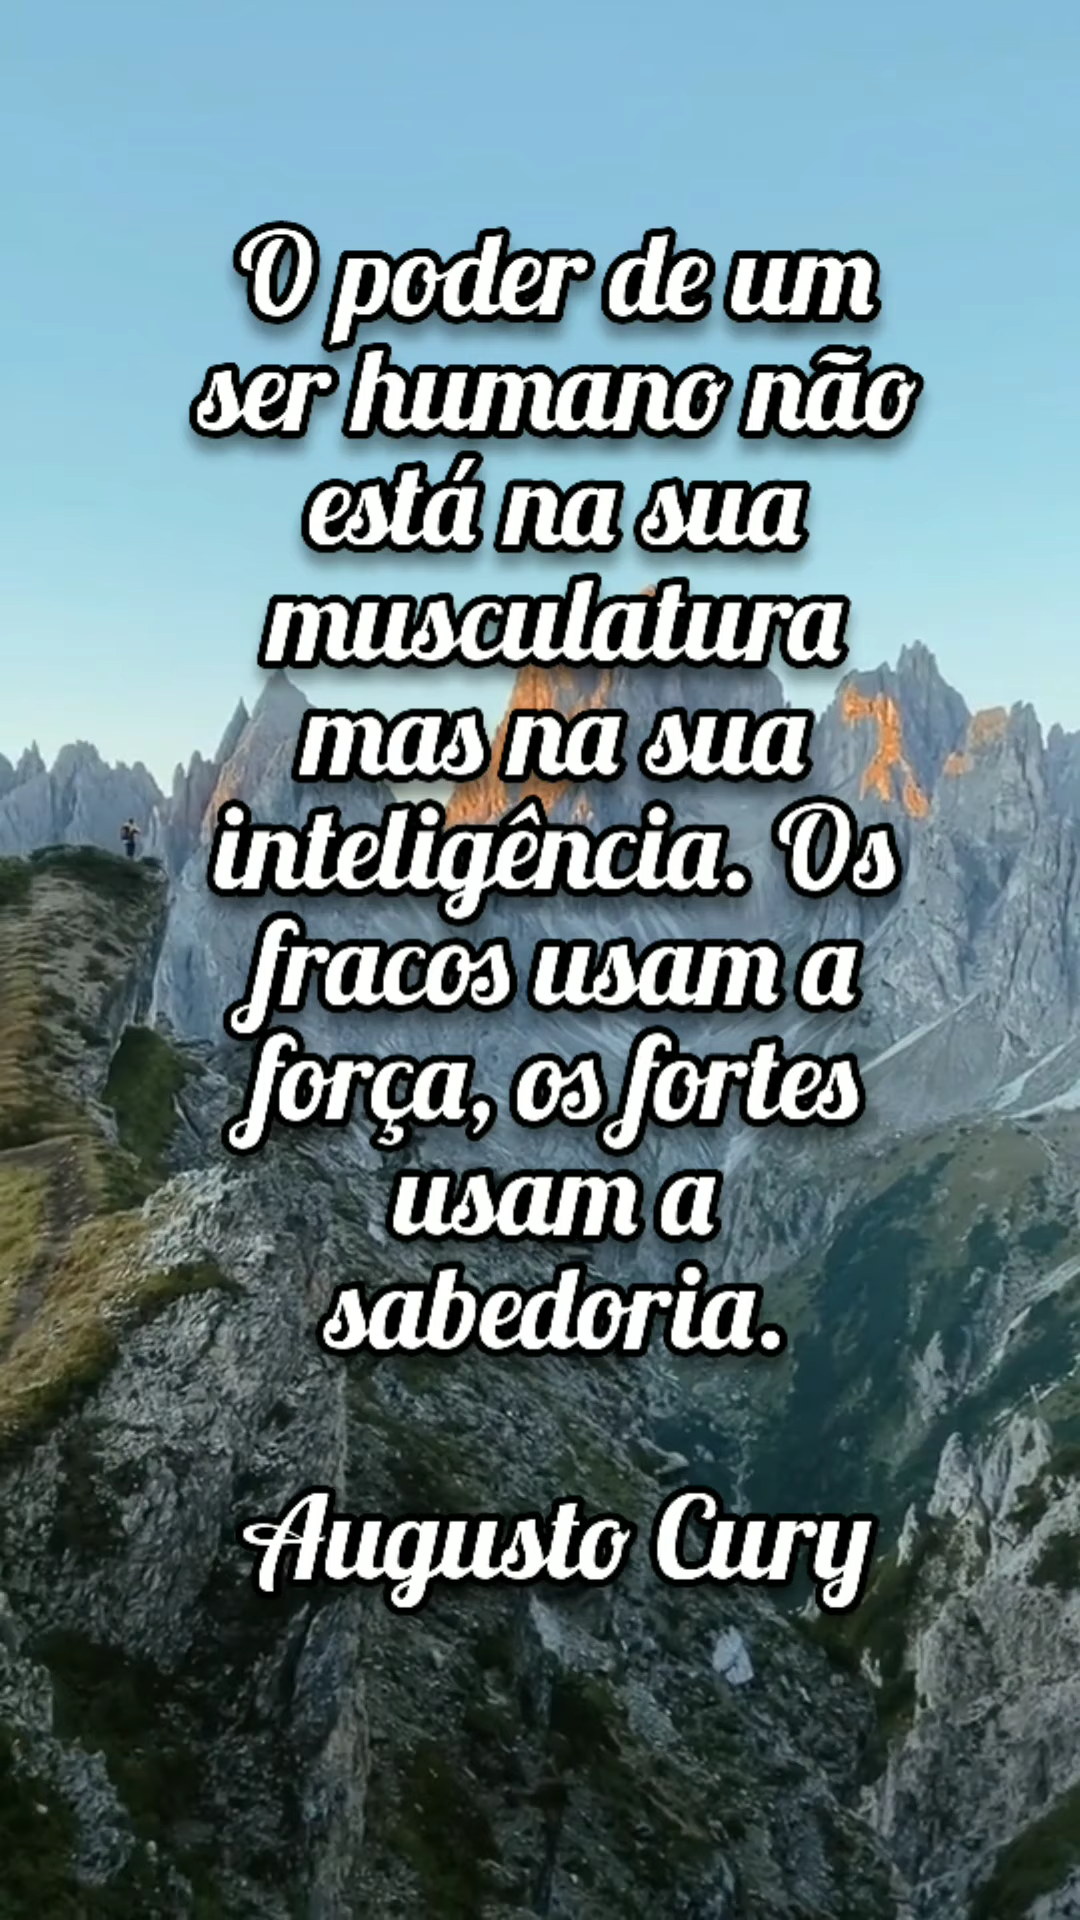 O poder de um
ser humano não
está na sua
musculatura
mas na sua
inteligência. Os
fracos usam a
força, os fortes
usam a
sabedoria.
Augusto Cury